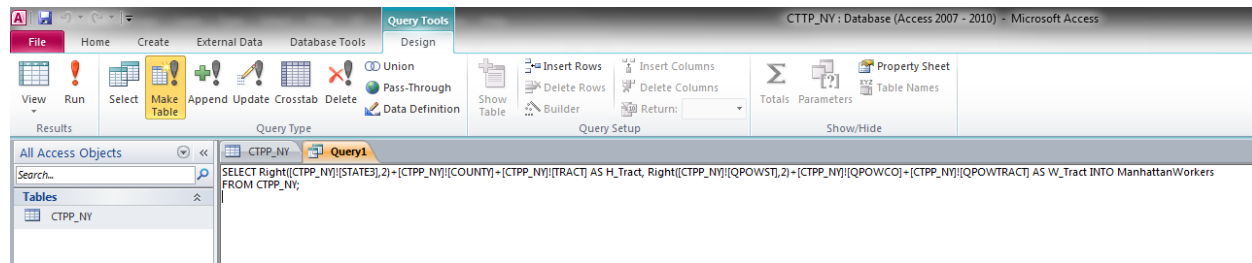 A Query Tools CTTP_NY : Database (Access 2007 - 2010) - Microsoft Access
File Home Create External Data Database Tools Design
Union Insert Rows Insert Columns Property Sheet
Pass-Through Delete Rows Delete Columns Table Names
View Run Select Make Table Append Update Crosstab Delete Data Definition Show Table Builder Return: Totals Parameters
Results Query Type Query Setup Show/Hide
All Access Objects CTPP_NY Query1
Search...
Tables
CTPP_NY
SELECT Right([CTPP_NY]![STATE3],2)+[CTPP_NY]![COUNTY]+[CTPP_NY]![TRACT] AS H_Tract, Right([CTPP_NY]![QPOWST],2)+[CTPP_NY]![QPOWCO]+[CTPP_NY]![QPOWTRACT] AS W_Tract INTO ManhattanWorkers
FROM CTPP_NY;